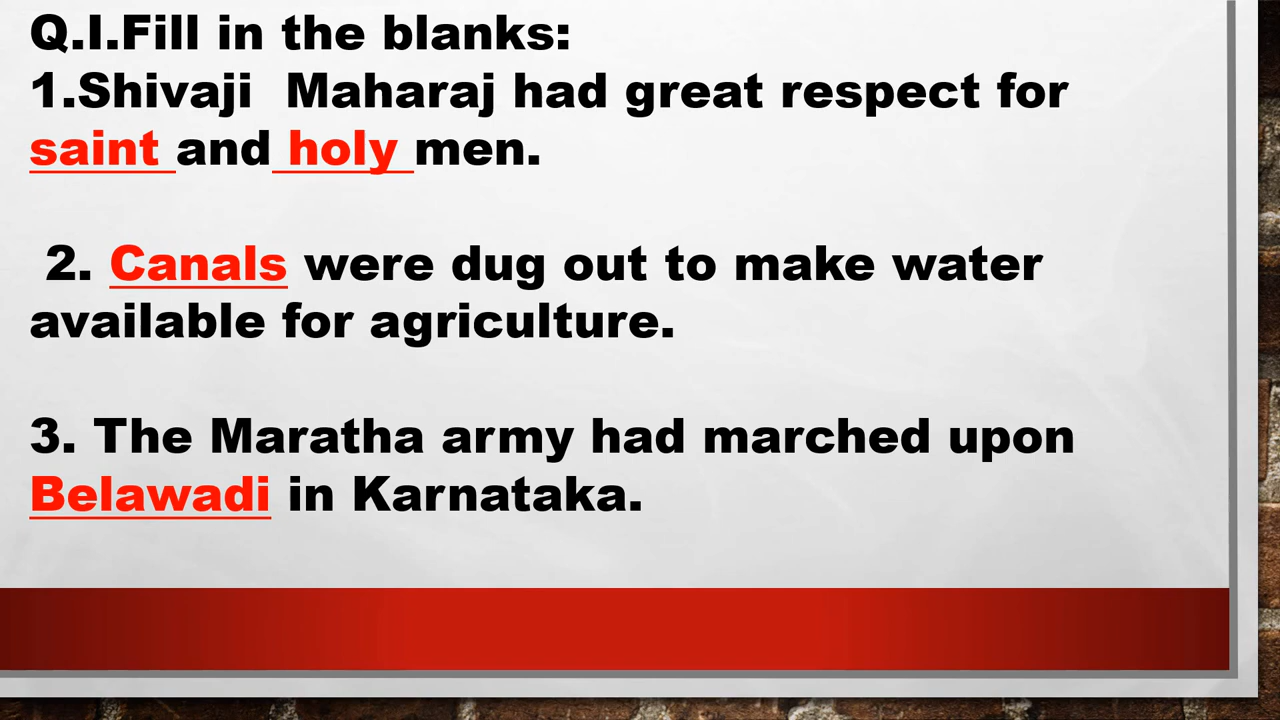 Q.I.Fill in the blanks:
1.Shivaji  Maharaj had great respect for
saint and holy men.
2. Canals were dug out to make water
available for agriculture.
3. The Maratha army had marched upon
Belawadi in Karnataka.